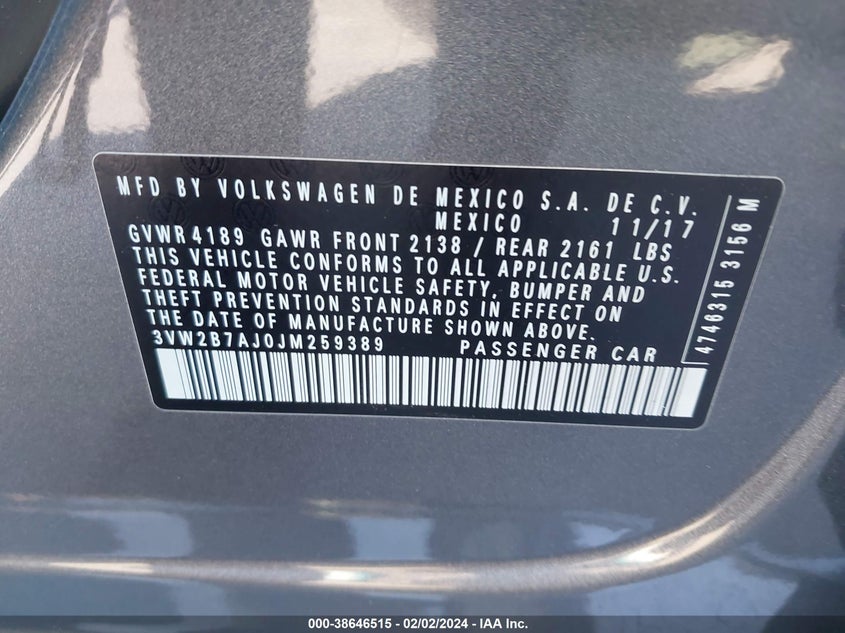 MFD BY VOLKSWAGEN DE MEXICO S.A. DE C.V.
MEXICO 11/17
GVWR 4189 GAWR FRONT 2138 / REAR 2161 LBS
THIS VEHICLE CONFORMS TO ALL APPLICABLE U.S.
FEDERAL MOTOR VEHICLE SAFETY, BUMPER AND
THEFT PREVENTION STANDARDS IN EFFECT ON
THE DATE OF MANUFACTURE SHOWN ABOVE.
3VW2B7AJ0JM259389 PASSENGER CAR
4746315 3156 M
000-38646515 - 02/02/2024 - IAA Inc.